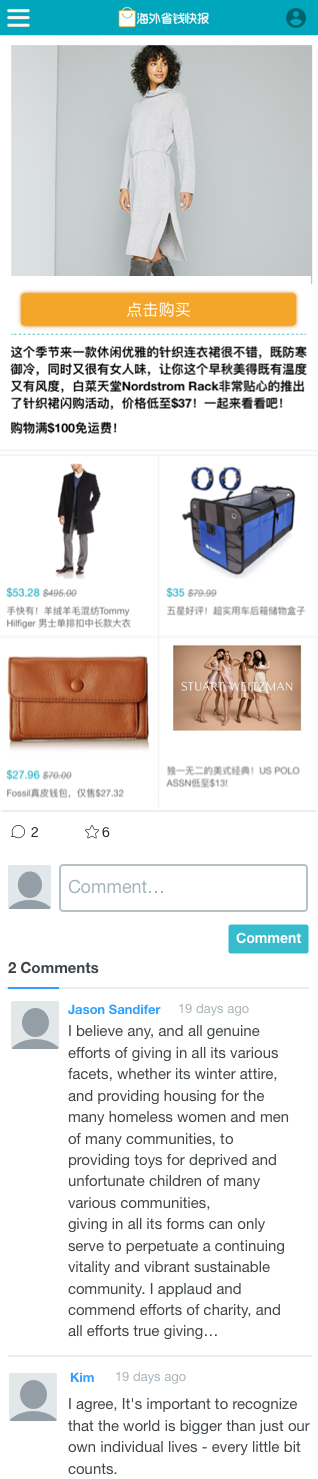 海外省钱快报
点击购买
这个季节来一款休闲优雅的针织连衣裙很不错，既防寒
御冷，同时又很有女人味，让你这个早秋美得既有温度
又有风度，白菜天堂Nordstrom Rack非常贴心的推出
了针织裙闪购活动，价格低至$37！一起来看看吧！
购物满$100免运费！
$53.28 $495.00
手快有！羊绒羊毛混纺Tommy
Hilfiger 男士单排扣中长款大衣
$35 $79.99
五星好评！超实用车后箱储物盒子
$27.96 $70.00
Fossil真皮钱包，仅售$27.32
STUART WEITZMAN
独一无二的美式经典！US POLO
ASSN低至$13!
2
6
Comment...
Comment
2 Comments
Jason Sandifer 19 days ago
I believe any, and all genuine
efforts of giving in all its various
facets, whether its winter attire,
and providing housing for the
many homeless women and men
of many communities, to
providing toys for deprived and
unfortunate children of many
various communities,
giving in all its forms can only
serve to perpetuate a continuing
vitality and vibrant sustainable
community. I applaud and
commend efforts of charity, and
all efforts true giving...
Kim 19 days ago
I agree, It's important to recognize
that the world is bigger than just our
own individual lives - every little bit
counts.